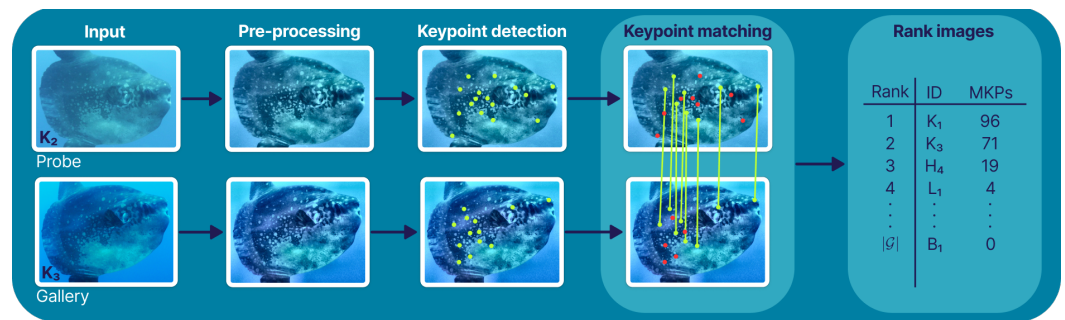 Input
Pre-processing
Keypoint detection
Keypoint matching
Rank images
K₂
Probe
K₃
Gallery
Rank ID MKPs
1 K₁ 96
2 K₃ 71
3 H₄ 19
4 L₁ 4
. . .
. . .
. . .
|𝒢| B₁ 0